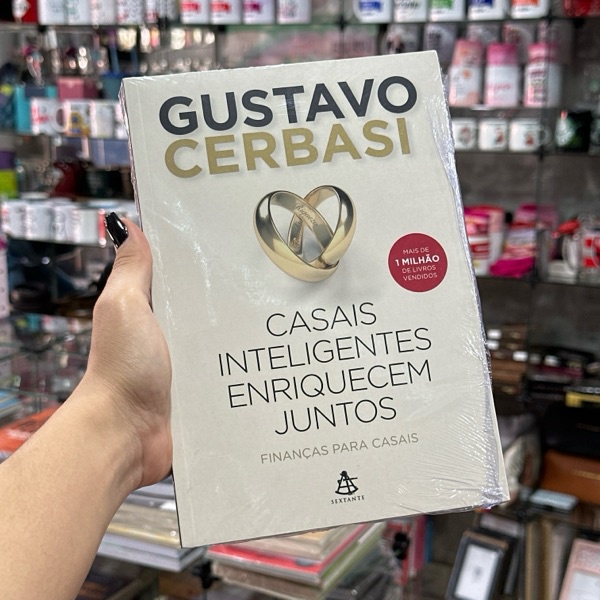 GUSTAVO
CERBASI
MAIS DE
1 MILHÃO
DE LIVROS
VENDIDOS
CASAIS
INTELIGENTES
ENRIQUECEM
JUNTOS
FINANÇAS PARA CASAIS
SEXTANTE